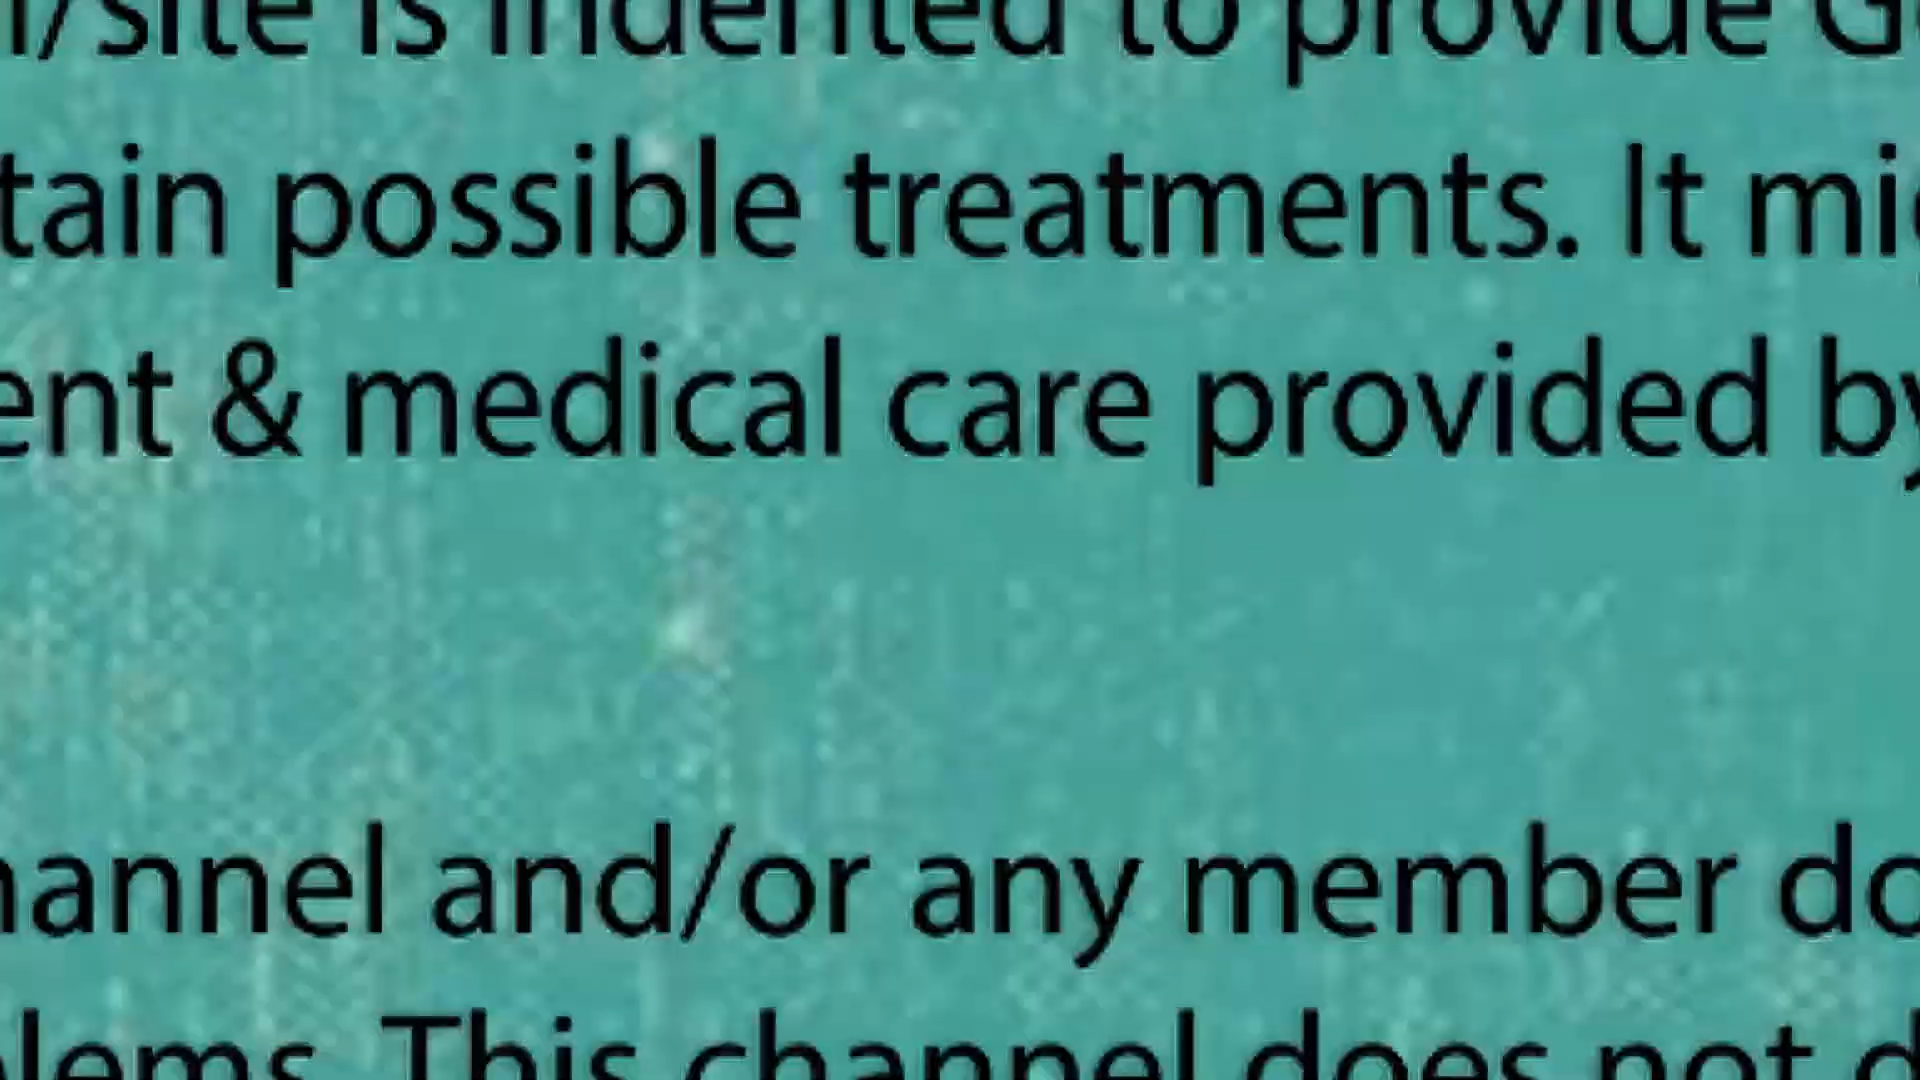 /site is indented to provide
tain possible treatments. It
ent & medical care provided by
hannel and/or any member do
lems. This channel does not d